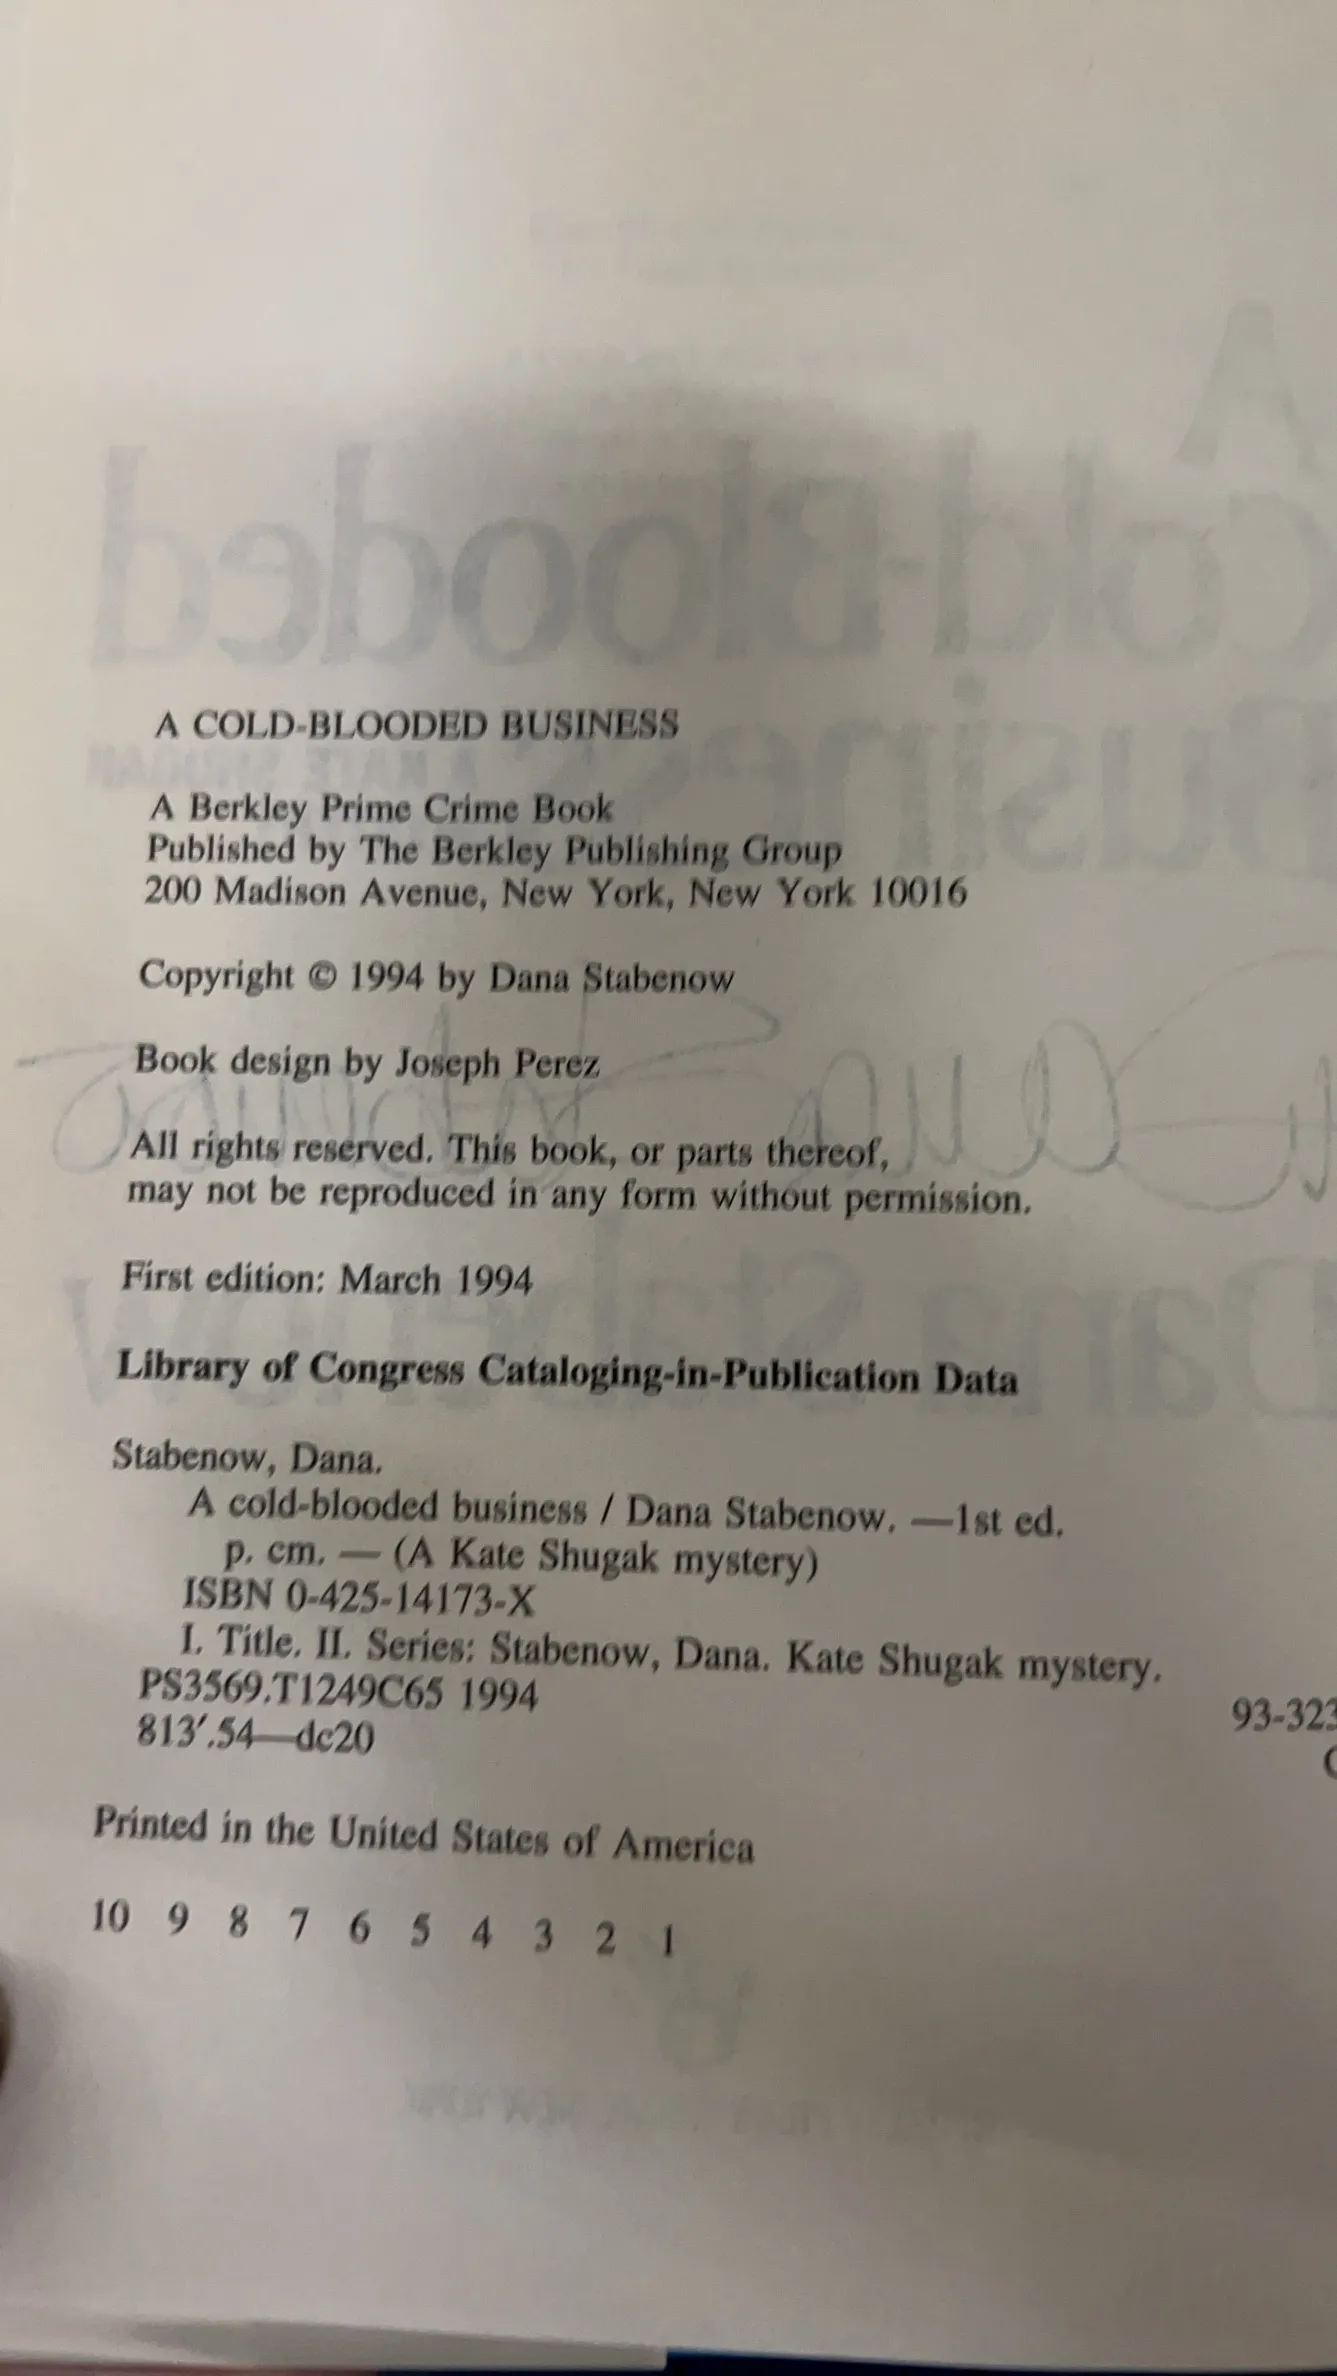 A COLD-BLOODED BUSINESS
A Berkley Prime Crime Book
Published by The Berkley Publishing Group
200 Madison Avenue, New York, New York 10016
Copyright © 1994 by Dana Stabenow
Book design by Joseph Perez
All rights reserved. This book, or parts thereof,
may not be reproduced in any form without permission.
First edition: March 1994
Library of Congress Cataloging-in-Publication Data
Stabenow, Dana.
A cold-blooded business / Dana Stabenow. —1st ed.
p. cm. — (A Kate Shugak mystery)
ISBN 0-425-14173-X
I. Title. II. Series: Stabenow, Dana. Kate Shugak mystery.
PS3569.T1249C65 1994
813′.54—dc20
93-323
Printed in the United States of America
10 9 8 7 6 5 4 3 2 1